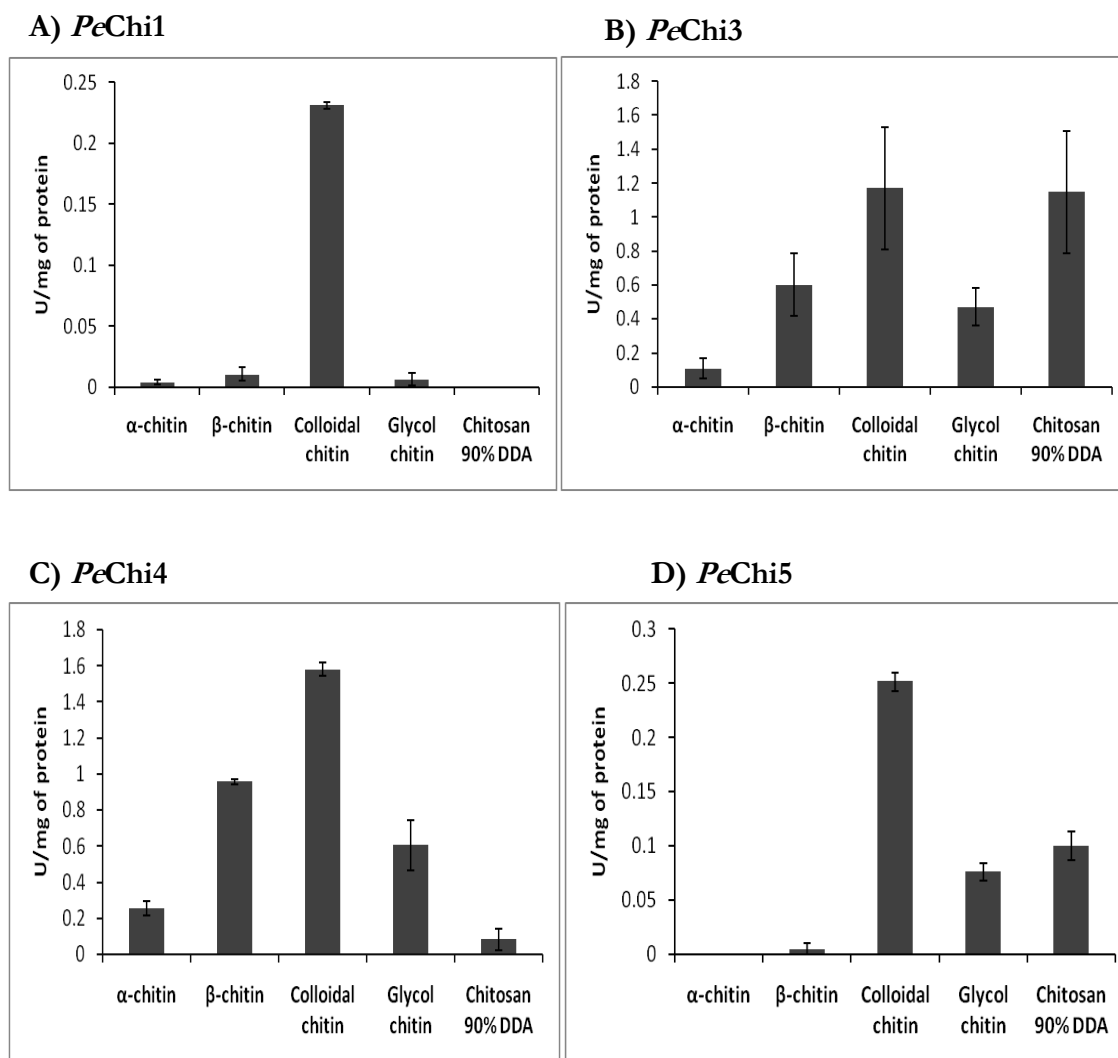 A) PeChi1
U/mg of protein
0.25
0.2
0.15
0.1
0.05
0
α-chitin
β-chitin
Colloidal
chitin
Glycol
chitin
Chitosan
90% DDA
B) PeChi3
U/mg of protein
1.8
1.6
1.4
1.2
1
0.8
0.6
0.4
0.2
0
α-chitin
β-chitin
Colloidal
chitin
Glycol
chitin
Chitosan
90% DDA
C) PeChi4
U/mg of protein
1.8
1.6
1.4
1.2
1
0.8
0.6
0.4
0.2
0
α-chitin
β-chitin
Colloidal
chitin
Glycol
chitin
Chitosan
90% DDA
D) PeChi5
U/mg of protein
0.3
0.25
0.2
0.15
0.1
0.05
0
α-chitin
β-chitin
Colloidal
chitin
Glycol
chitin
Chitosan
90% DDA